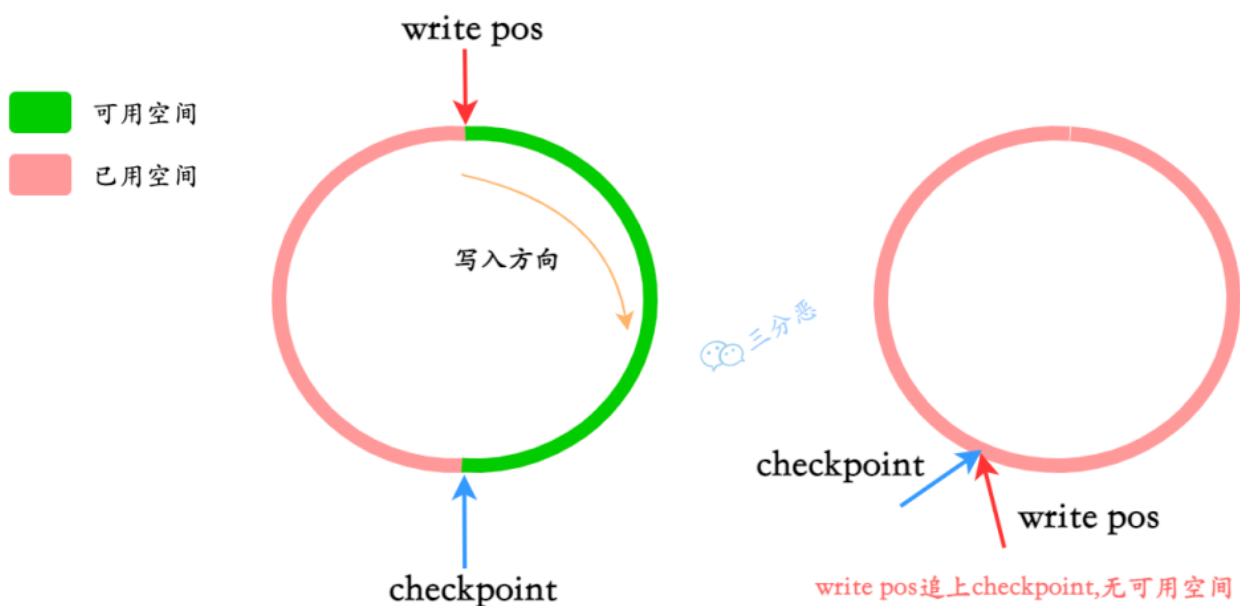 write pos
可用空间
已用空间
写入方向
三分恶
checkpoint
write pos
checkpoint
write pos追上checkpoint,无可用空间